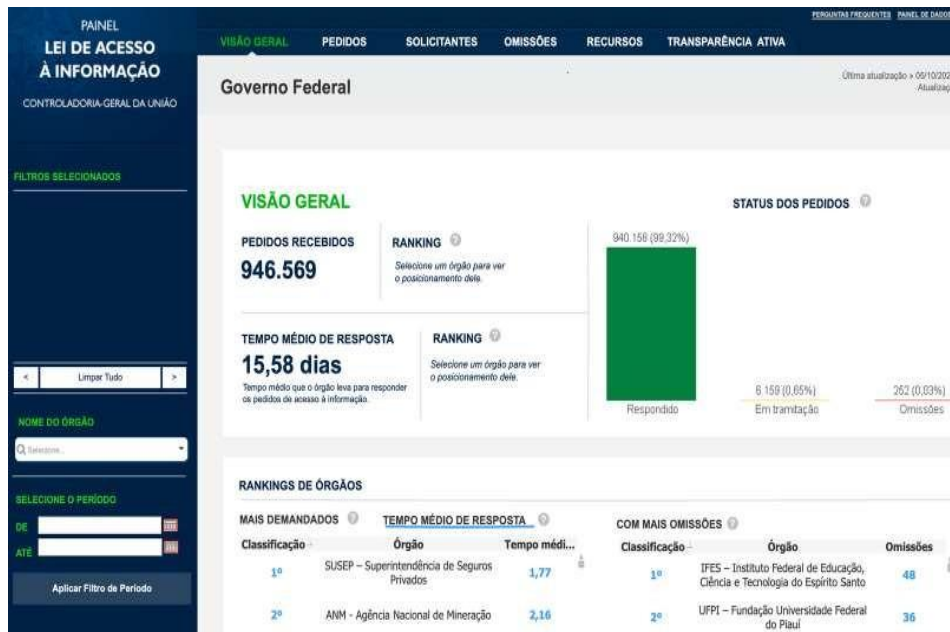 PERGUNTAS FREQUENTES PAINEL DE DADOS
PAINEL
LEI DE ACESSO
À INFORMAÇÃO
CONTROLADORIA-GERAL DA UNIÃO
VISÃO GERAL PEDIDOS SOLICITANTES OMISSÕES RECURSOS TRANSPARÊNCIA ATIVA
Governo Federal
Última atualização »
FILTROS SELECIONADOS
< Limpar Tudo >
NOME DO ÓRGÃO
Selecione...
SELECIONE O PERÍODO
DE
ATÉ
Aplicar Filtro de Período
VISÃO GERAL
PEDIDOS RECEBIDOS
946.569
RANKING ?
Selecione um órgão para ver
o posicionamento dele.
TEMPO MÉDIO DE RESPOSTA
15,58 dias
Tempo médio que o órgão leva para responder
os pedidos de acesso à informação.
RANKING ?
Selecione um órgão para ver
o posicionamento dele.
STATUS DOS PEDIDOS ?
940.158 (99,32%)
6.159 (0,65%)
252 (0,03%)
Respondido Em tramitação Omissões
RANKINGS DE ÓRGÃOS
MAIS DEMANDADOS ? TEMPO MÉDIO DE RESPOSTA ?
Classificação Órgão Tempo médi...
1º SUSEP – Superintendência de Seguros
Privados 1,77
2º ANM - Agência Nacional de Mineração 2,16
COM MAIS OMISSÕES ?
Classificação Órgão Omissões
1º IFES – Instituto Federal de Educação,
Ciência e Tecnologia do Espírito Santo 48
2º UFPI – Fundação Universidade Federal
do Piauí 36